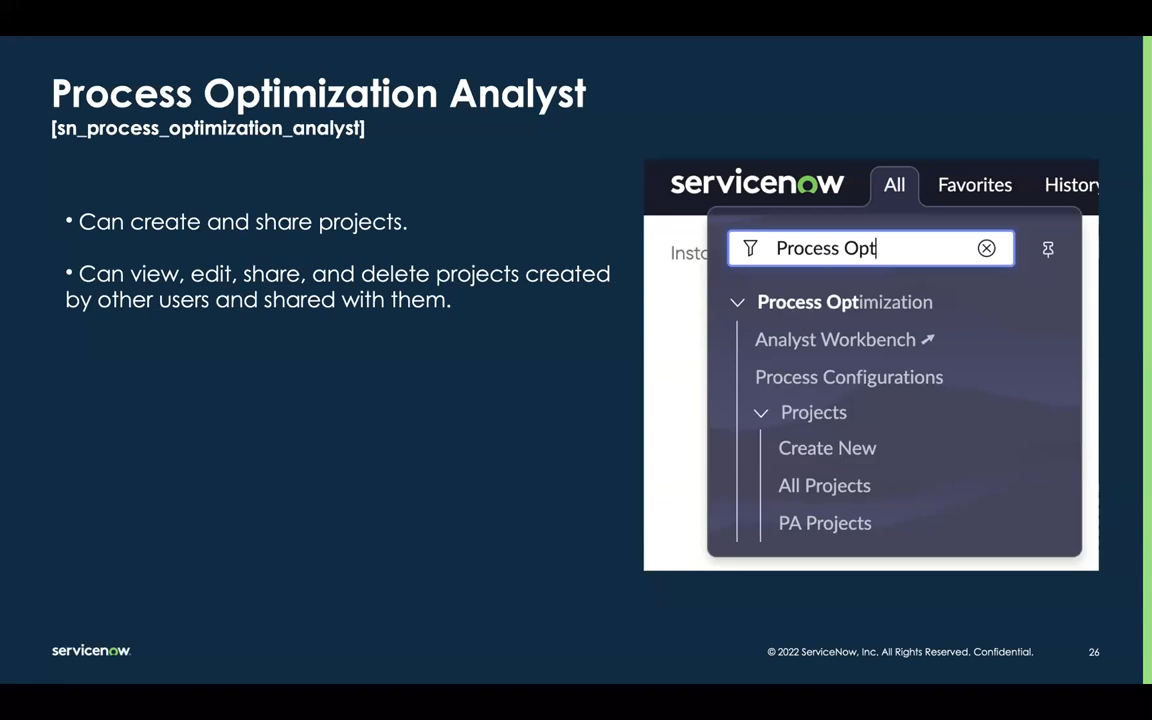 Process Optimization Analyst
[sn_process_optimization_analyst]
• Can create and share projects.
• Can view, edit, share, and delete projects created
by other users and shared with them.
servicenow
All
Favorites
History
Insta
Process Opt
Process Optimization
Analyst Workbench
Process Configurations
Projects
Create New
All Projects
PA Projects
servicenow
© 2022 ServiceNow, Inc. All Rights Reserved. Confidential.
26